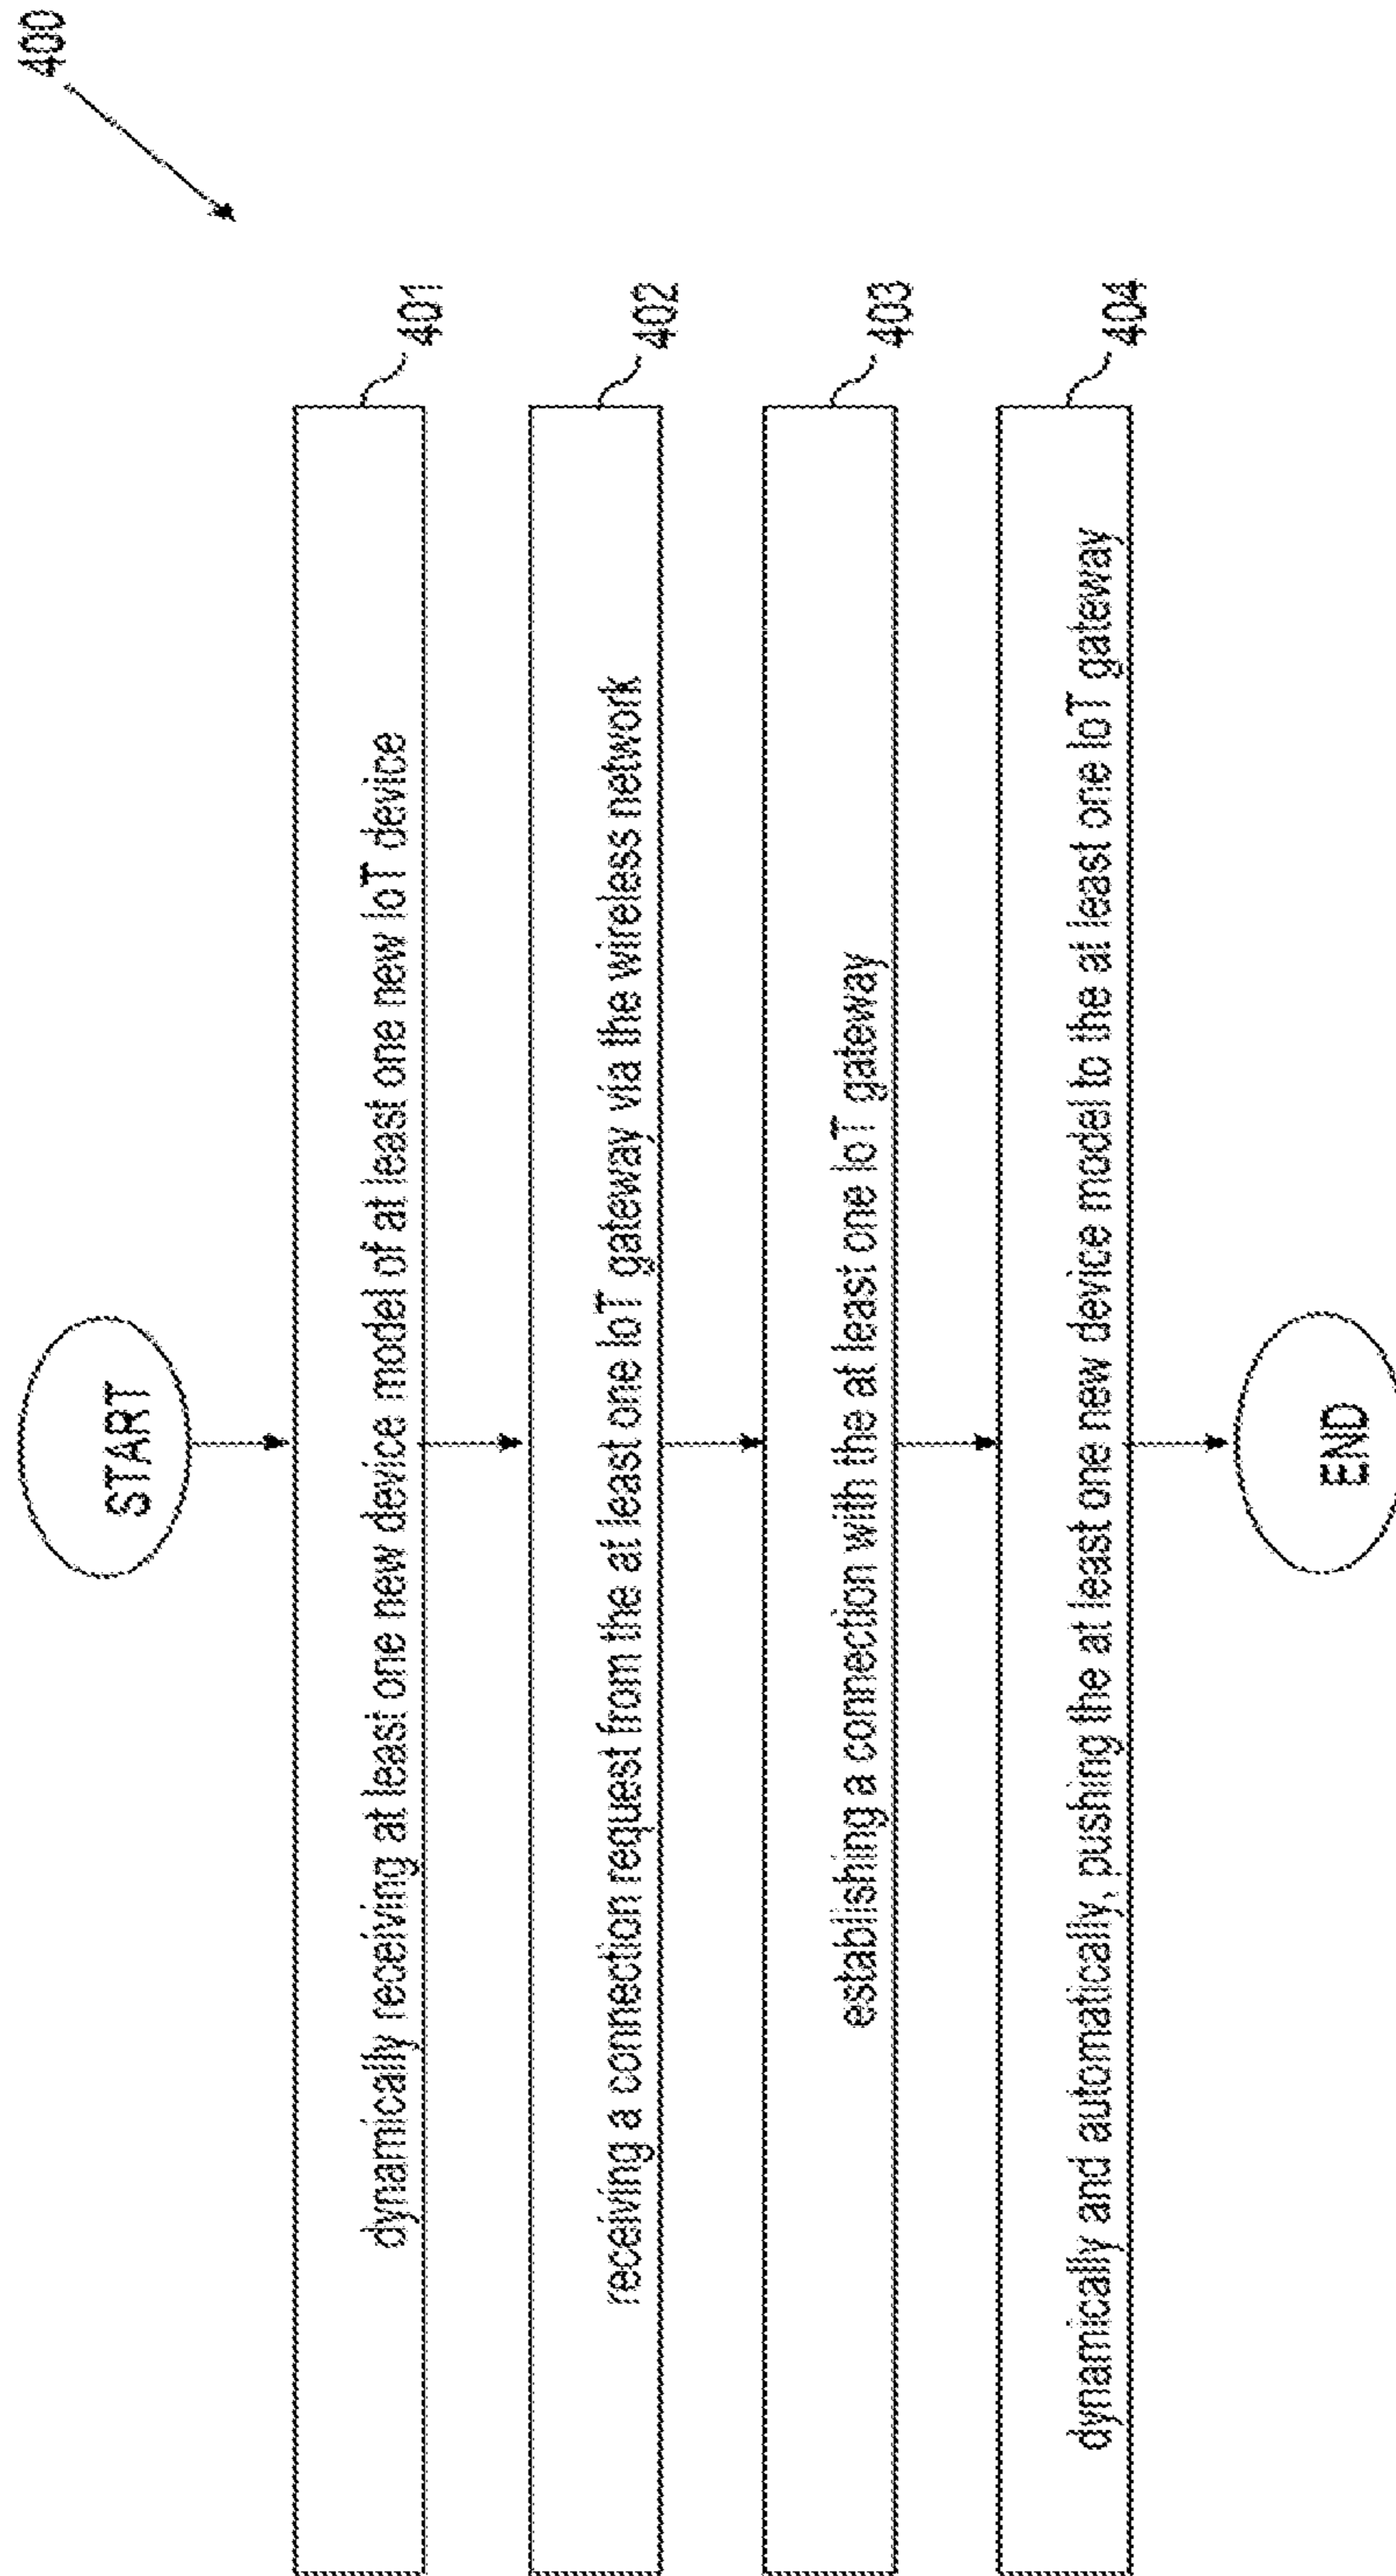 400
START
dynamically receiving at least one new device model of at least one new IoT device
401
receiving a connection request from the at least one IoT gateway via the wireless network
402
establishing a connection with the at least one IoT gateway
403
dynamically and automatically, pushing the at least one new device model to the at least one IoT gateway
404
END